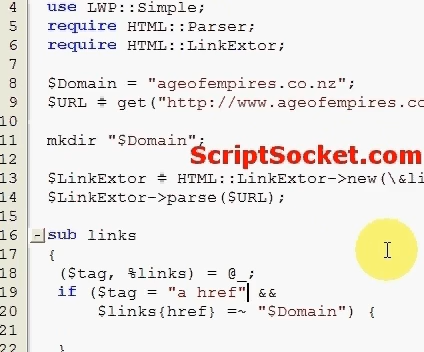 4 use LWP::Simple;
5 require HTML::Parser;
6 require HTML::LinkExtor;
7
8 $Domain = "ageofempires.co.nz";
9 $URL = get("http://www.ageofempires.co
10
11 mkdir "$Domain";
12
ScriptSocket.com
13 $LinkExtor = HTML::LinkExtor->new(\&li
14 $LinkExtor->parse($URL);
15
16 sub links
17 {
18 ($tag, %links) = @_;
19 if ($tag = "a href" &&
20 $links{href} =~ "$Domain") {
21
22 }